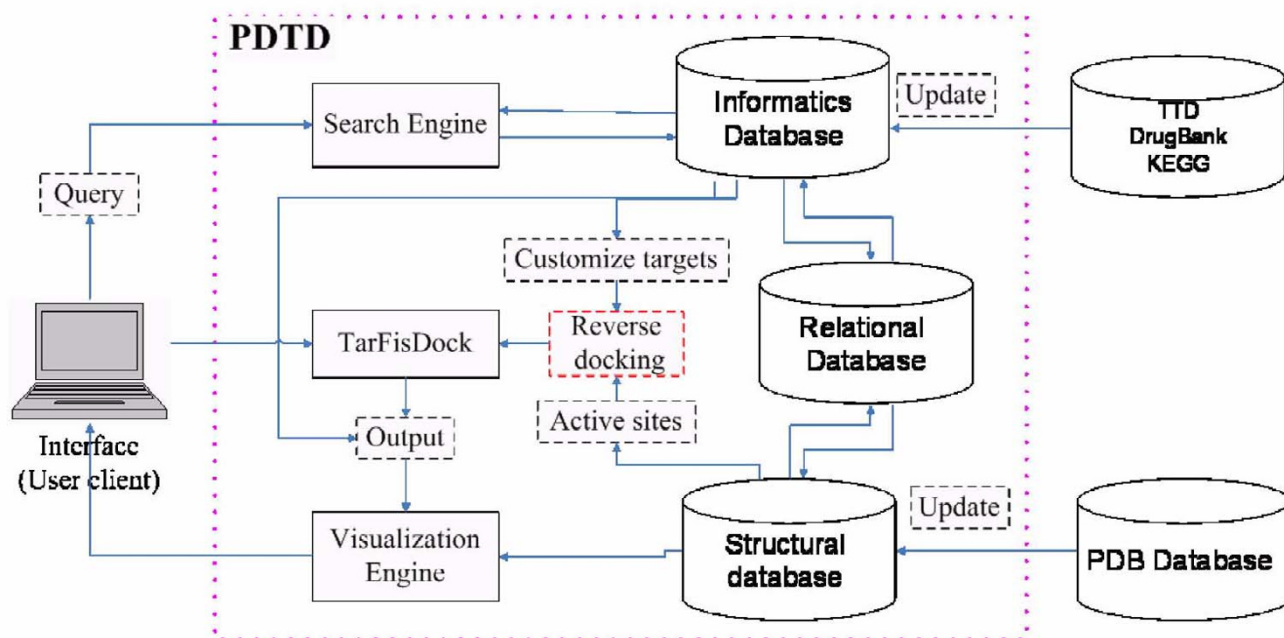 PDTD
Search Engine
Informatics
Database
Update
TTD
DrugBank
KEGG
Query
Customize targets
TarFisDock
Reverse
docking
Relational
Database
Active sites
Output
Interface
(User client)
Visualization
Engine
Structural
database
Update
PDB Database